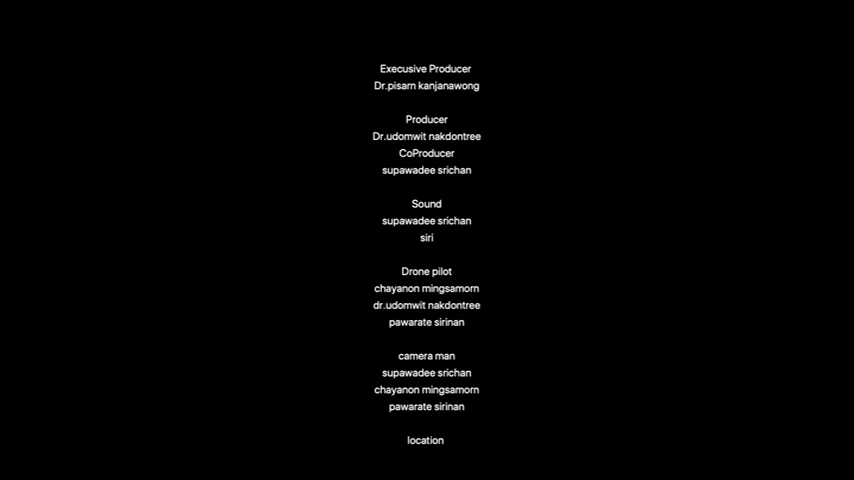 Execusive Producer
Dr.pisarn kanjanawong
Producer
Dr.udomwit nakdontree
CoProducer
supawadee srichan
Sound
supawadee srichan
siri
Drone pilot
chayanon mingsamorn
dr.udomwit nakdontree
pawarate sirinan
camera man
supawadee srichan
chayanon mingsamorn
pawarate sirinan
location